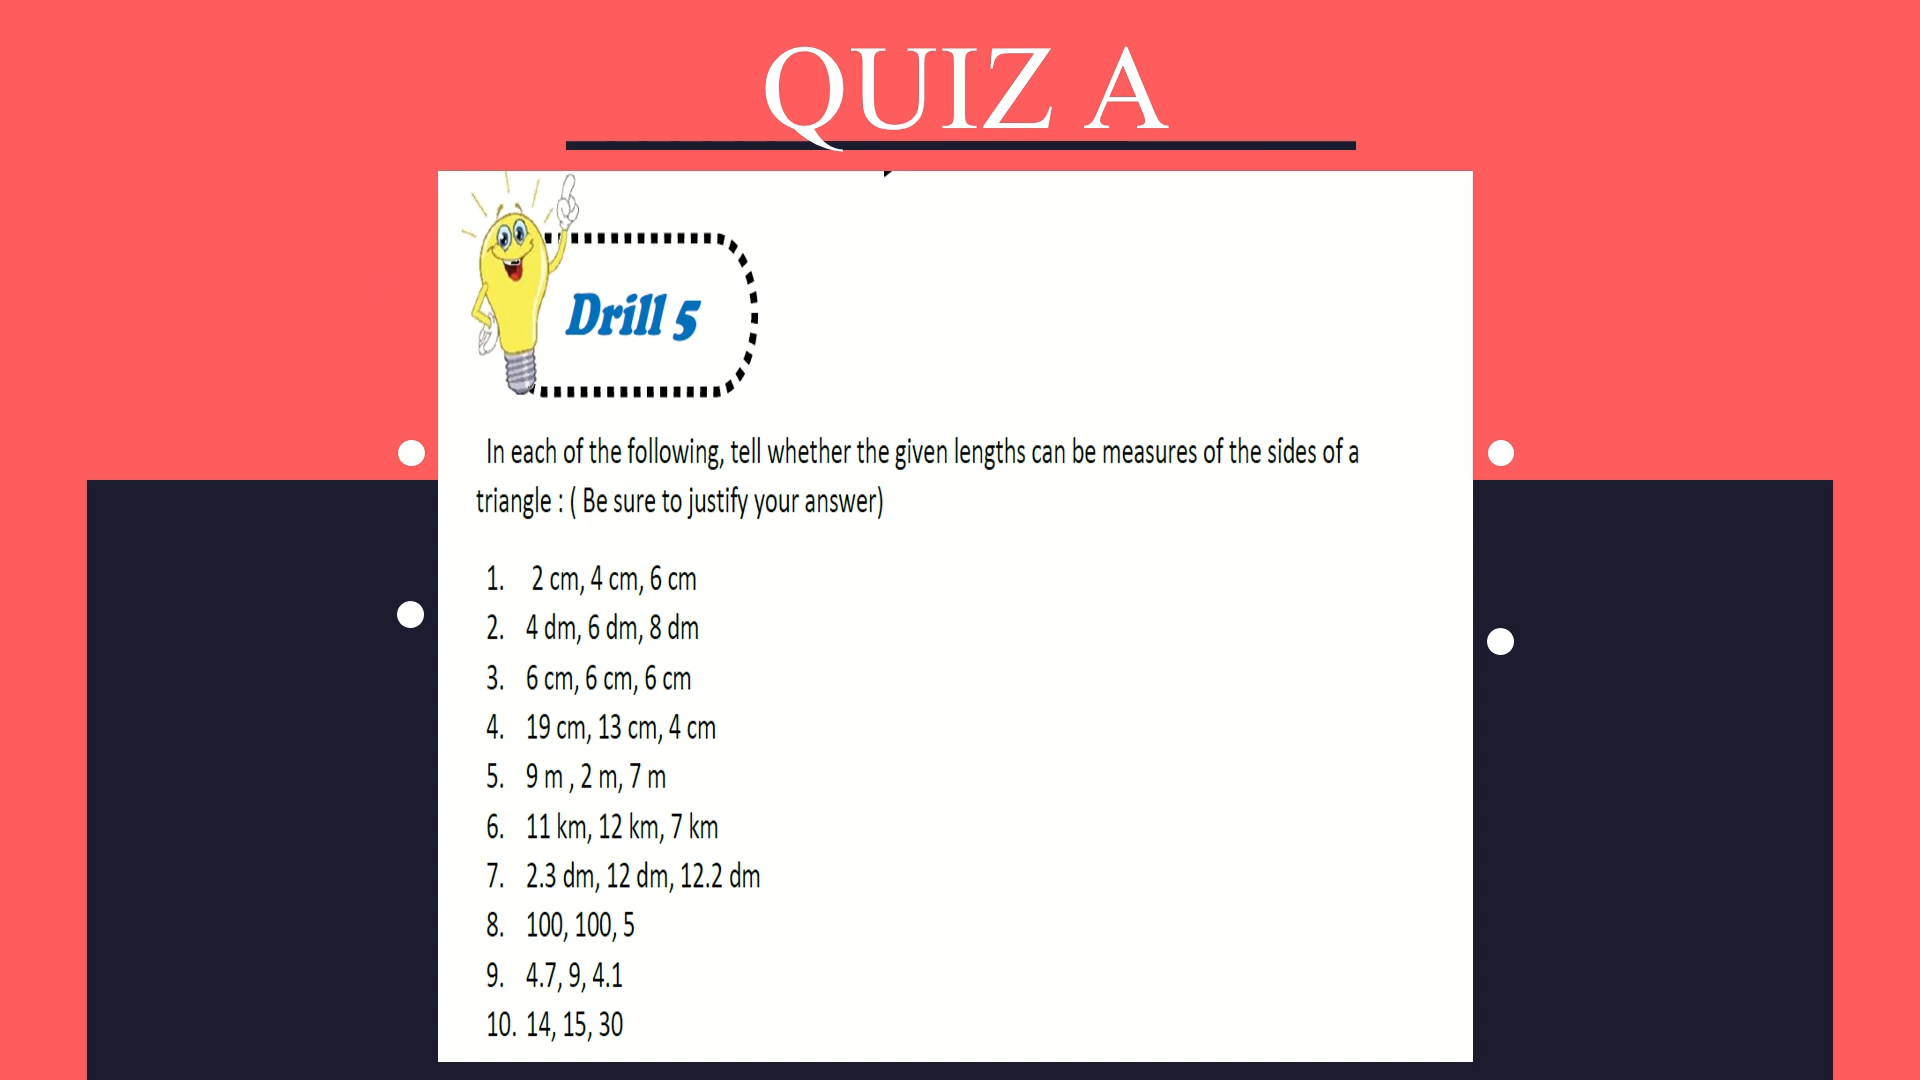 QUIZ A
Drill 5
In each of the following, tell whether the given lengths can be measures of the sides of a
triangle : ( Be sure to justify your answer)
1. 2 cm, 4 cm, 6 cm
2. 4 dm, 6 dm, 8 dm
3. 6 cm, 6 cm, 6 cm
4. 19 cm, 13 cm, 4 cm
5. 9 m , 2 m, 7 m
6. 11 km, 12 km, 7 km
7. 2.3 dm, 12 dm, 12.2 dm
8. 100, 100, 5
9. 4.7, 9, 4.1
10. 14, 15, 30